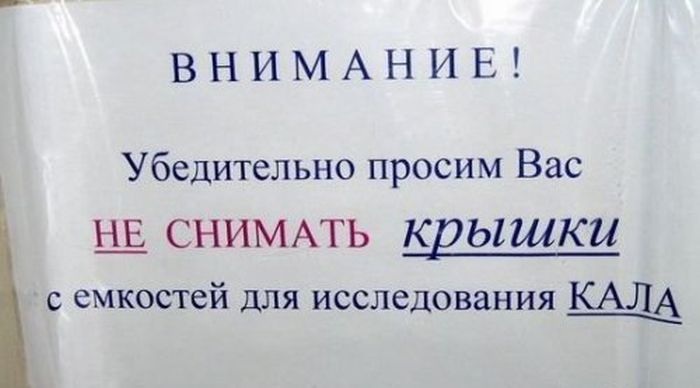 ВНИМАНИЕ!
Убедительно просим Вас
НЕ СНИМАТЬ крышки
с емкостей для исследования КАЛА